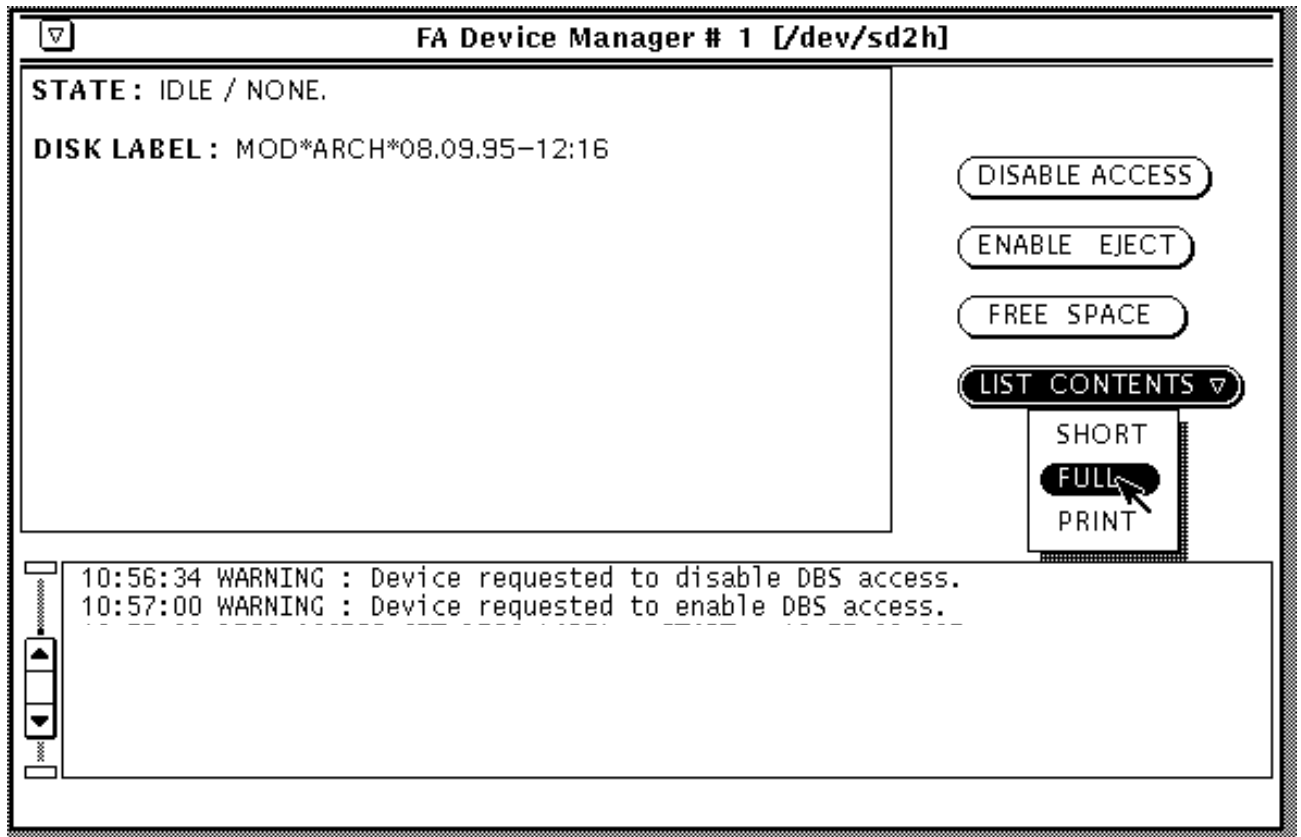 FA Device Manager # 1 [/dev/sd2h]
STATE : IDLE / NONE.
DISK LABEL : MOD*ARCH*08.09.95-12:16
DISABLE ACCESS
ENABLE EJECT
FREE SPACE
LIST CONTENTS
SHORT
FULL
PRINT
10:56:34 WARNING : Device requested to disable DBS access.
10:57:00 WARNING : Device requested to enable DBS access.